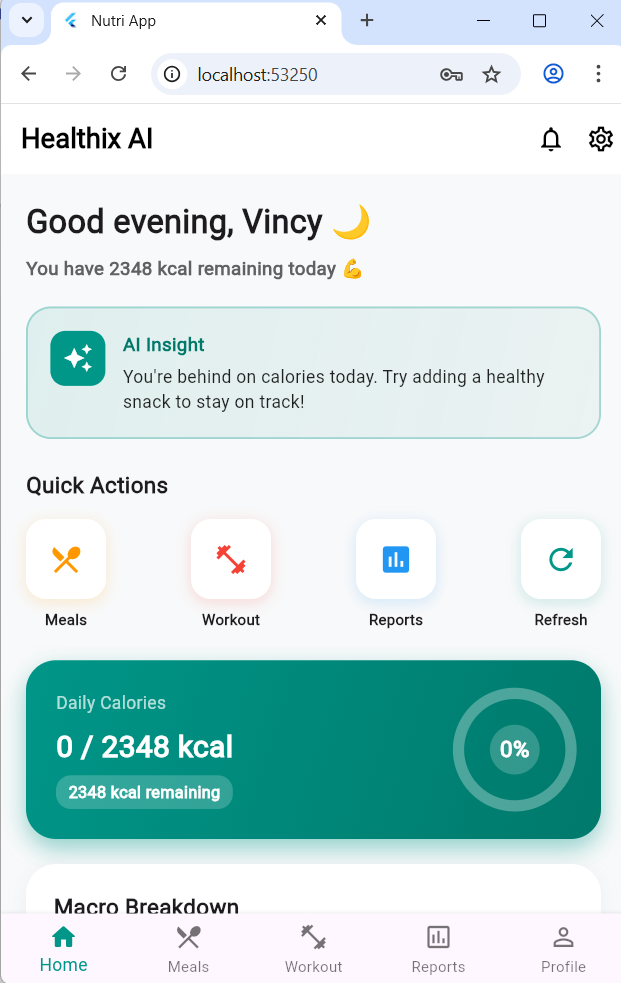 Nutri App
localhost:53250
Healthix AI
Good evening, Vincy 🌙
You have 2348 kcal remaining today 💪
AI Insight
You're behind on calories today. Try adding a healthy
snack to stay on track!
Quick Actions
Meals Workout Reports Refresh
Daily Calories
0 / 2348 kcal
0%
2348 kcal remaining
Macro Breakdown
Home Meals Workout Reports Profile